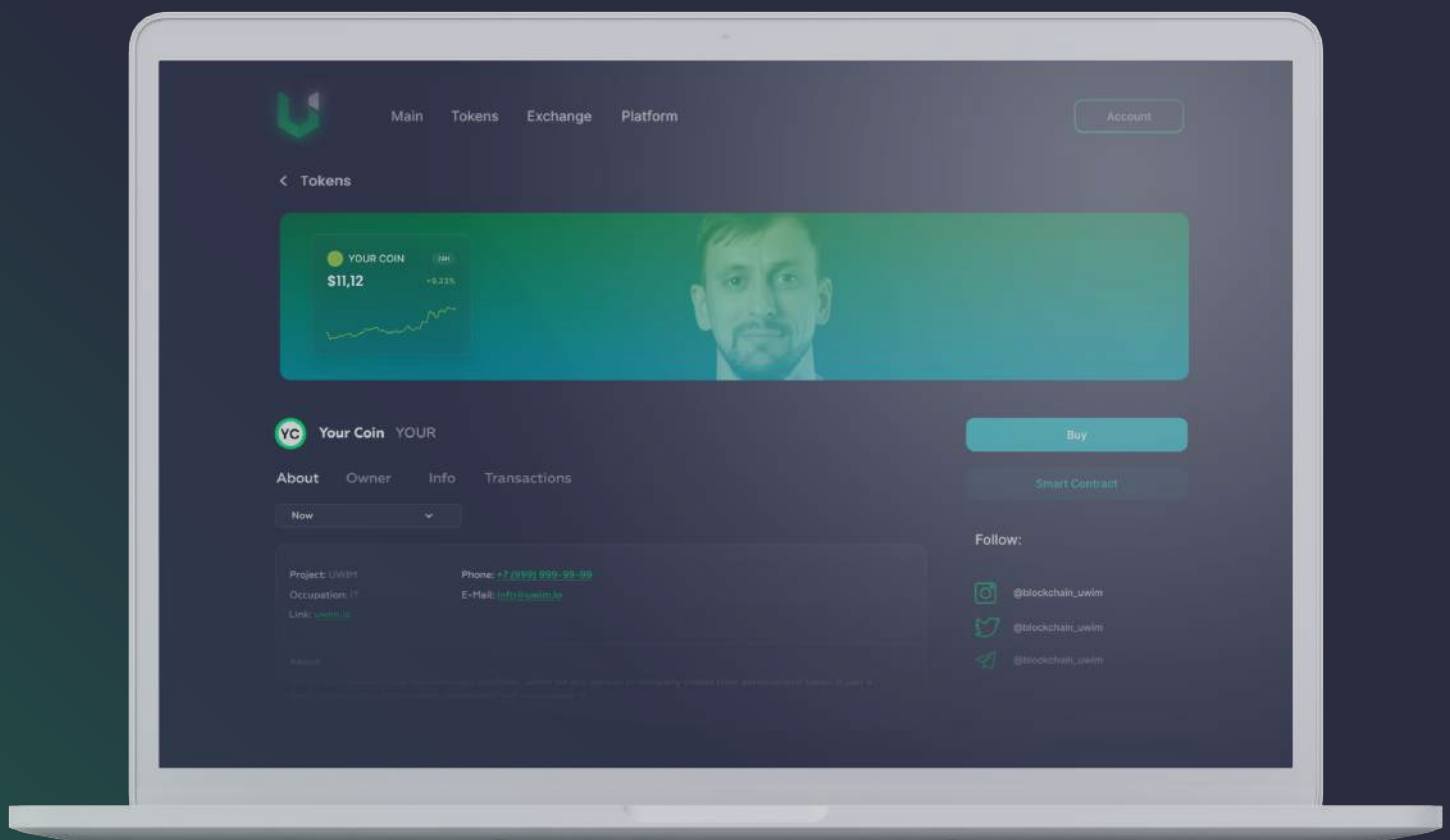 Main Tokens Exchange Platform
Account
Tokens
YOUR COIN 24H
$11,12 +9,23%
YC Your Coin YOUR
Buy
About Owner Info Transactions
Smart Contract
Now
Follow:
Project: UWIM Phone: +7 (999) 999-99-99
Occupation: IT E-Mail: info@uwim.io
Link: uwim.io
@blockchain_uwim
@blockchain_uwim
@blockchain_uwim
About